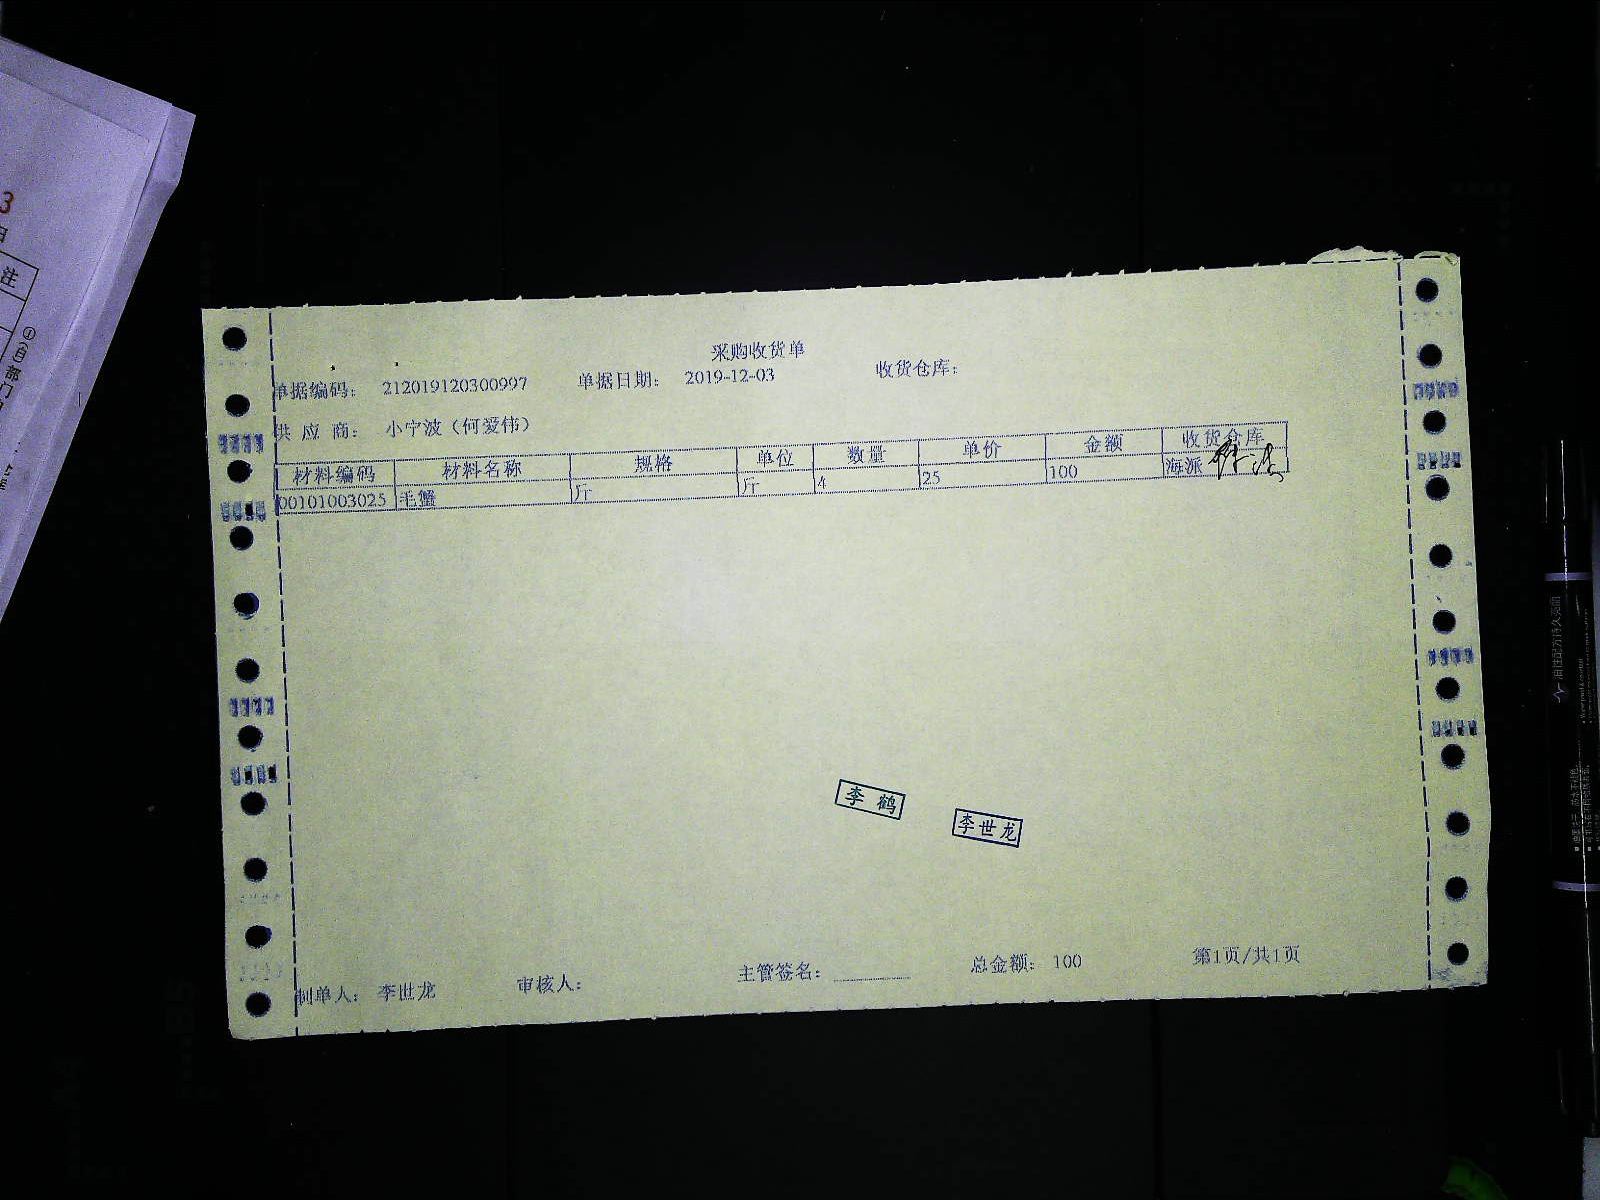 采购收货单
单据编码： 212019120300997 单据日期： 2019-12-03 收货仓库：
供 应 商： 小宁波（何爱伟）
材料编码 材料名称 规格 单位 数量 单价 金额 收货仓库
00101003025 毛蟹 斤 斤 4 25 100 海派
李 鹤
李世龙
制单人： 李世龙 审核人： 主管签名： 总金额： 100 第1页/共1页
3
日
注